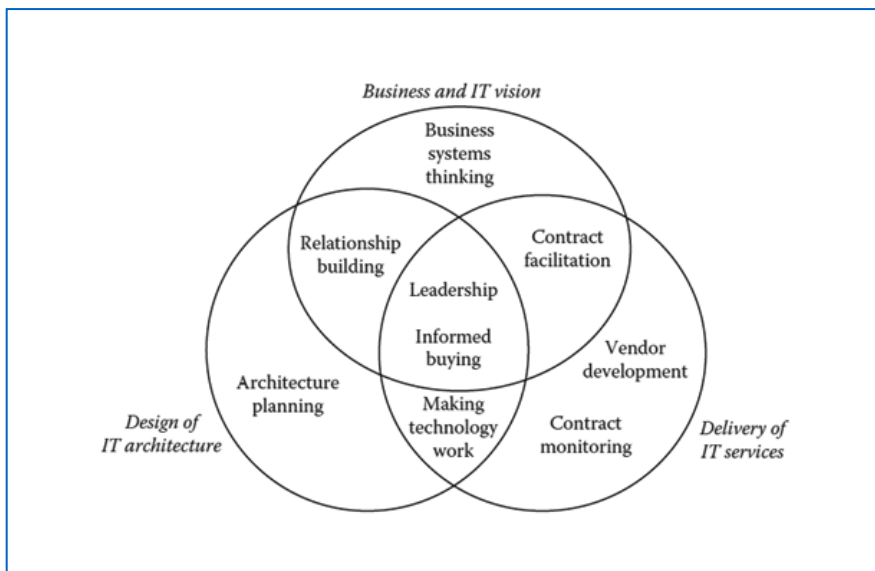 Business and IT vision
Business
systems
thinking
Relationship
building
Contract
facilitation
Leadership
Informed
buying
Vendor
development
Architecture
planning
Making
technology
work
Contract
monitoring
Design of
IT architecture
Delivery of
IT services